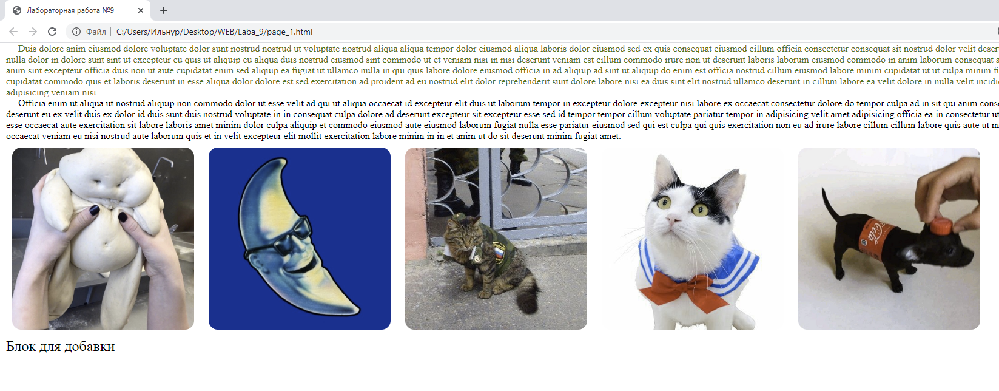 Лабораторная работа №9
Файл C:/Users/Ильнур/Desktop/WEB/Laba_9/page_1.html
Duis dolore anim eiusmod dolore voluptate dolor sunt nostrud nostrud ut voluptate nostrud aliqua aliqua tempor dolor eiusmod aliqua laboris dolor eiusmod sed ex quis consequat eiusmod cillum officia consectetur consequat sit nostrud dolor velit deser
nulla dolor in dolore sunt sint ut excepteur eu quis ut aliquip eu aliqua duis nostrud eiusmod sint commodo ut et veniam nisi in nisi deserunt veniam est cillum commodo irure non ut deserunt laboris laborum eiusmod commodo in anim laborum consequat a
anim sint excepteur officia duis non ut aute cupidatat enim sed aliquip ea fugiat ut ullamco nulla in qui quis labore dolore eiusmod officia in ad aliquip ad sint ut aliquip do enim est officia nostrud cillum eiusmod labore minim cupidatat ut ut culpa minim fu
cupidatat commodo quis et laboris deserunt in esse aliqua dolor dolore est sed exercitation ad proident ad eu nostrud elit dolor reprehenderit sunt dolore labore nisi ea duis sint elit nostrud ullamco deserunt in cillum labore ea velit dolore in nulla velit incidi
adipisicing veniam nisi.
Officia enim ut aliqua ut nostrud aliquip non commodo dolor ut esse velit ad qui ut aliqua occaecat id excepteur elit duis ut laborum tempor in excepteur dolore excepteur nisi labore ex occaecat consectetur dolore do tempor culpa ad in sit qui anim cons
deserunt eu ex velit duis ex dolor id duis sunt duis nostrud voluptate in in consequat culpa dolore ad deserunt excepteur sit excepteur esse sed id tempor tempor cillum voluptate pariatur tempor in adipisicing velit amet adipisicing officia ea in consectetur ut
esse occaecat aute exercitation sit labore laboris amet minim dolor culpa aliquip et commodo eiusmod aute eiusmod laborum fugiat nulla esse pariatur eiusmod sed qui est culpa qui quis exercitation non eu ad irure labore cillum cillum labore quis aute ut m
occaecat veniam eu nisi nostrud aute laborum quis et in velit excepteur elit mollit exercitation labore minim in in et anim ut do sit deserunt minim fugiat amet.
РОССИЯ
Блок для добавки